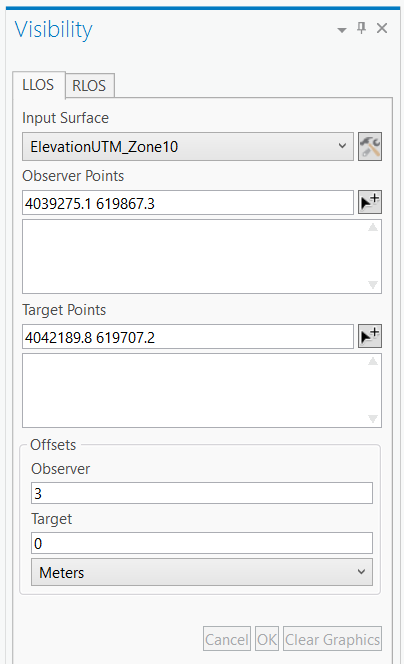 Visibility
LLOS RLOS
Input Surface
ElevationUTM_Zone10
Observer Points
4039275.1 619867.3
Target Points
4042189.8 619707.2
Offsets
Observer
3
Target
0
Meters
Cancel OK Clear Graphics